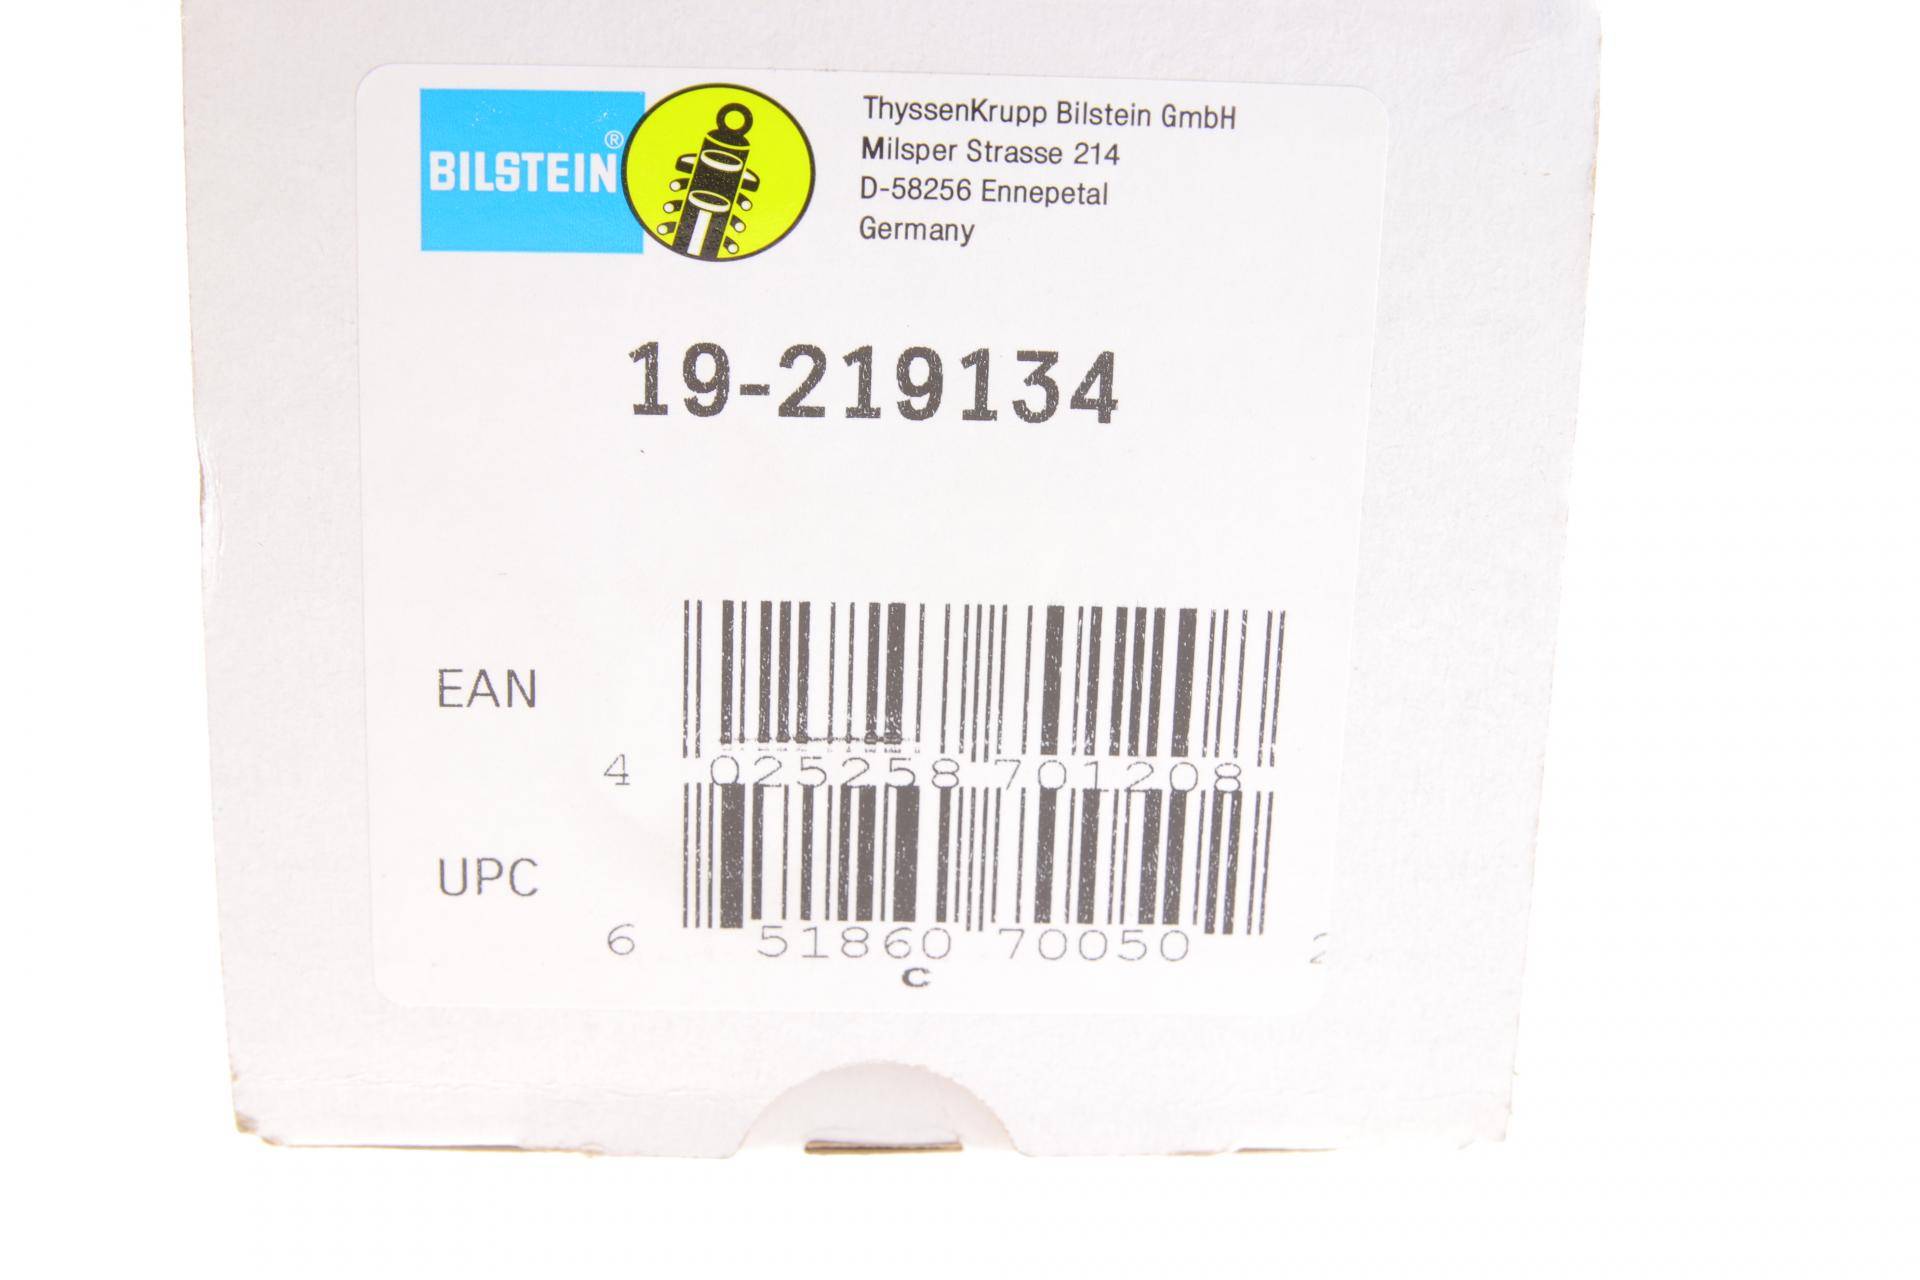 BILSTEIN®
ThyssenKrupp Bilstein GmbH
Milsper Strasse 214
D-58256 Ennepetal
Germany
19-219134
EAN
4 025258 701208
UPC
6 51860 70050 2
C